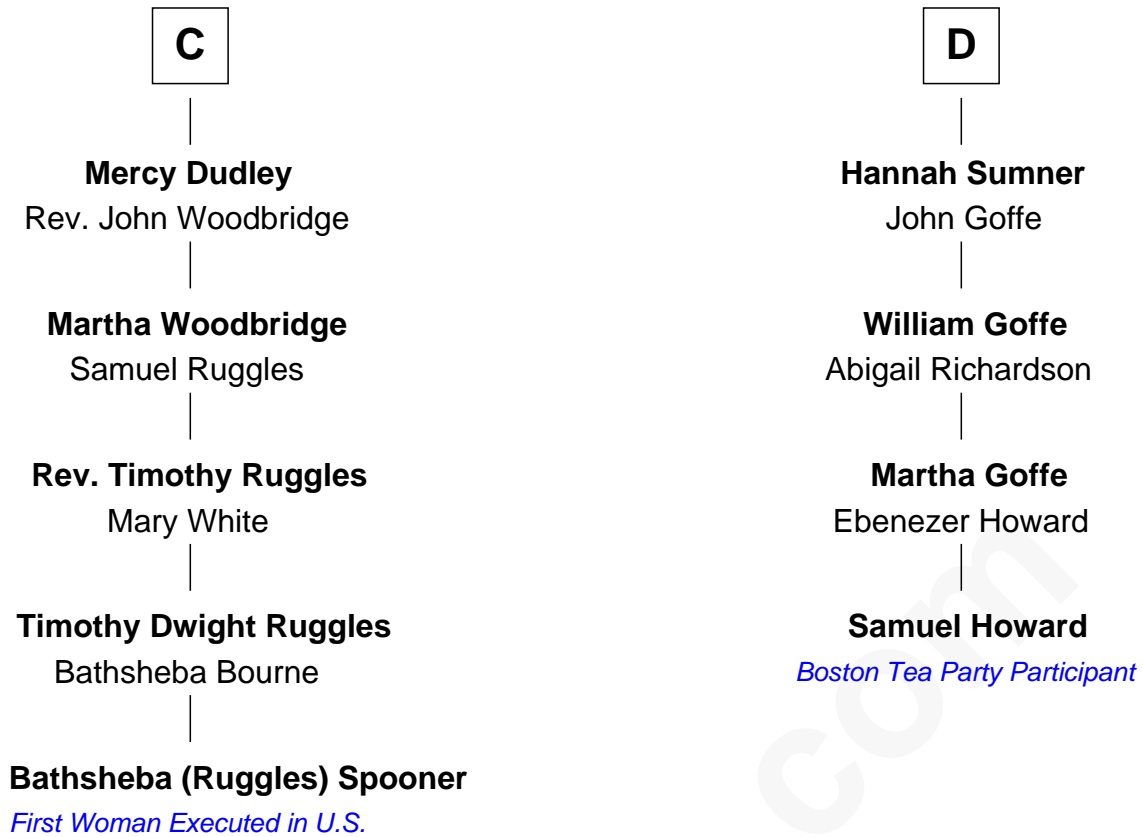 C
Mercy Dudley
Rev. John Woodbridge
Martha Woodbridge
Samuel Ruggles
Rev. Timothy Ruggles
Mary White
Timothy Dwight Ruggles
Bathsheba Bourne
Bathsheba (Ruggles) Spooner
First Woman Executed in U.S.
D
Hannah Sumner
John Goffe
William Goffe
Abigail Richardson
Martha Goffe
Ebenezer Howard
Samuel Howard
Boston Tea Party Participant
com